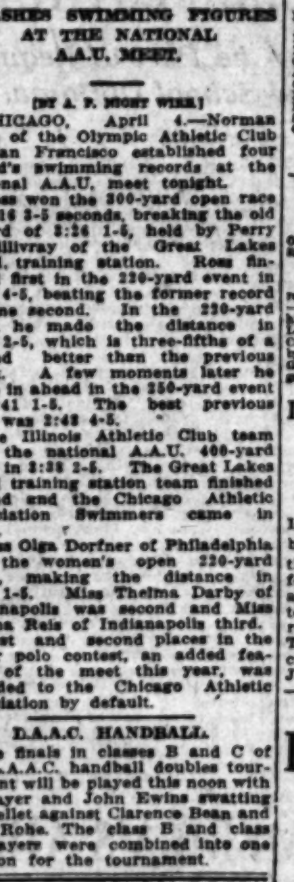 SHES SWIMMING FIGURES
AT THE NATIONAL
A.A.U. MEET.
[BY A. P. NIGHT WIRE]
HICAGO, April 4.—Norman
of the Olympic Athletic Club
an Francisco established four
d's swimming records at the
nal A.A.U. meet tonight.
ss won the 300-yard open race
16 3-5 seconds, breaking the old
rd of 3:24 1-5, held by Perry
illivray of the Great Lakes
l, training station. Ross fin-
first in the 220-yard event in
4-5, beating the former record
ne second. In the 220-yard
he made the distance in
2-5, which is three-fifths of a
d better than the previous
A few moments later he
in ahead in the 250-yard event
41 1-5. The best previous
was 2:48 4-5.
e Illinois Athletic Club team
the national A.A.U. 400-yard
in 3:38 2-5. The Great Lakes
training station team finished
d and the Chicago Athletic
ciation Swimmers came in
ss Olga Dorfner of Philadelphia
the women's open 220-yard
, making the distance in
1-5. Miss Thelma Darby of
napolis was second and Miss
na Reis of Indianapolis third.
st and second places in the
r polo contest, an added fea-
of the meet this year, was
ded to the Chicago Athletic
iation by default.
D.A.A.C. HANDBALL.
e finals in classes B and C of
.A.A.C. handball doubles tour-
nt will be played this noon with
ayer and John Ewins swatting
ellet against Clarence Bean and
Rohe. The class B and class
ayers were combined into one
on for the tournament.